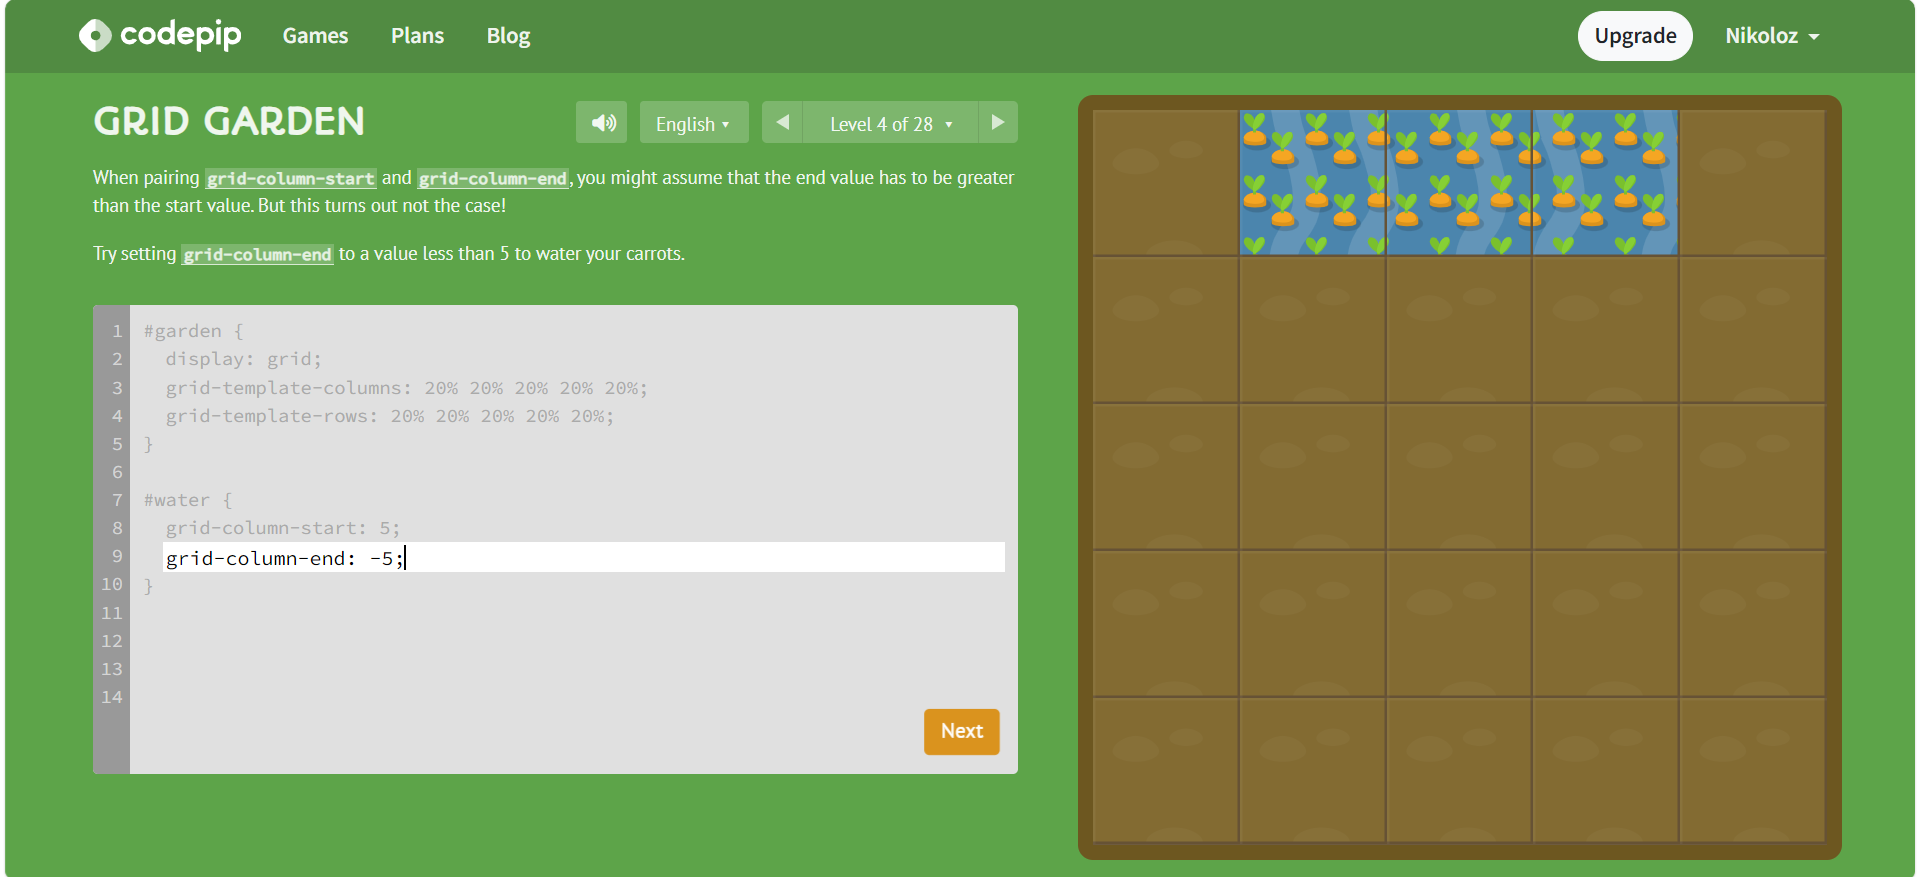 codepip Games Plans Blog Upgrade Nikoloz
GRID GARDEN English Level 4 of 28
When pairing grid-column-start and grid-column-end, you might assume that the end value has to be greater
than the start value. But this turns out not the case!
Try setting grid-column-end to a value less than 5 to water your carrots.
1 #garden {
2 display: grid;
3 grid-template-columns: 20% 20% 20% 20% 20%;
4 grid-template-rows: 20% 20% 20% 20% 20%;
5 }
6
7 #water {
8 grid-column-start: 5;
9 grid-column-end: -5;
10 }
11
12
13
14
Next